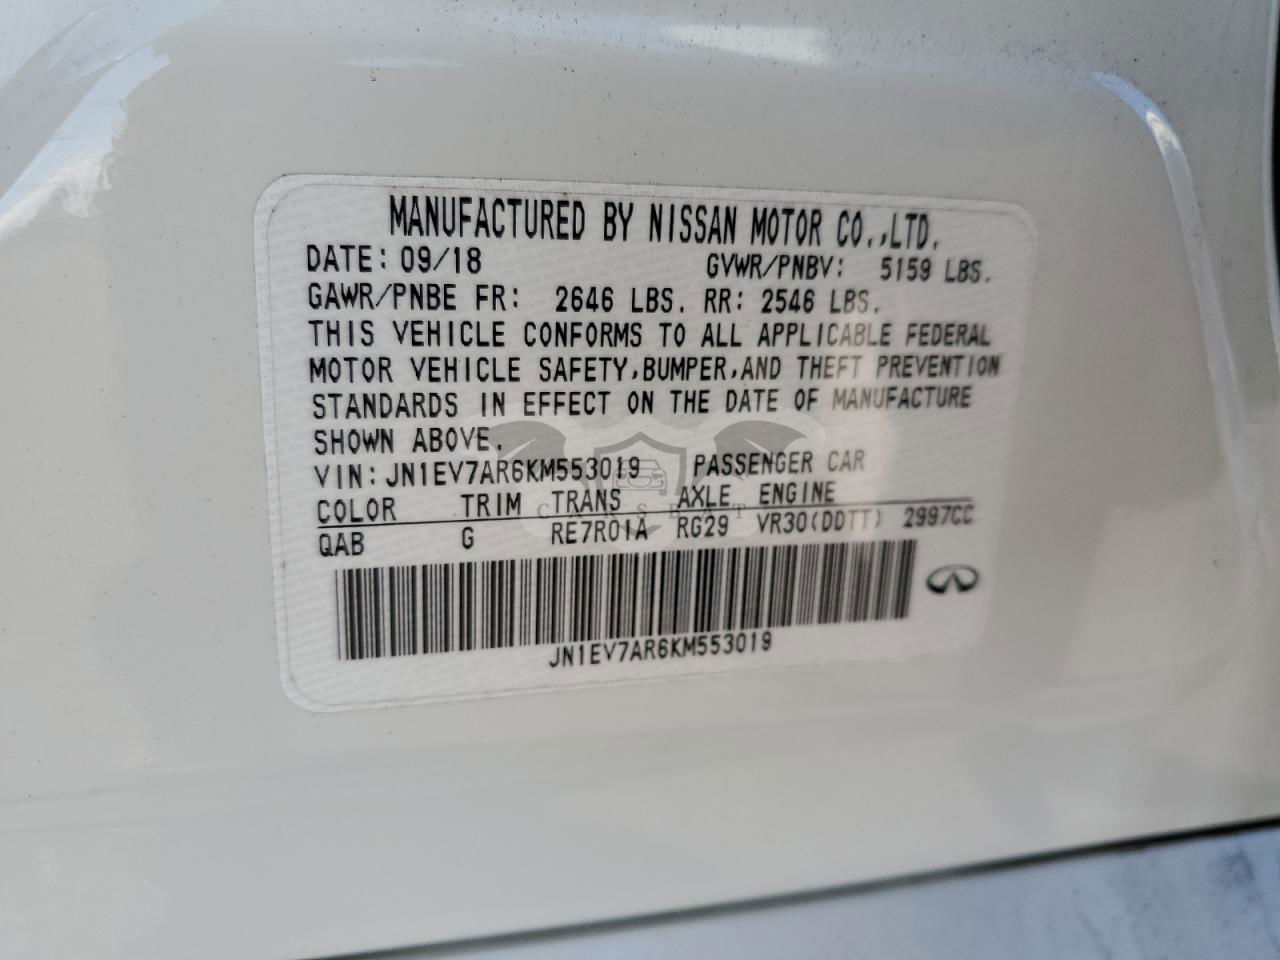 MANUFACTURED BY NISSAN MOTOR CO.,LTD.
DATE: 09/18 GVWR/PNBV: 5159 LBS.
GAWR/PNBE FR: 2646 LBS. RR: 2546 LBS.
THIS VEHICLE CONFORMS TO ALL APPLICABLE FEDERAL
MOTOR VEHICLE SAFETY,BUMPER,AND THEFT PREVENTION
STANDARDS IN EFFECT ON THE DATE OF MANUFACTURE
SHOWN ABOVE.
VIN:JN1EV7AR6KM553019 PASSENGER CAR
COLOR TRIM TRANS AXLE ENGINE
QAB G RE7R01A RG29 VR30(DDTT) 2997CC
JN1EV7AR6KM553019